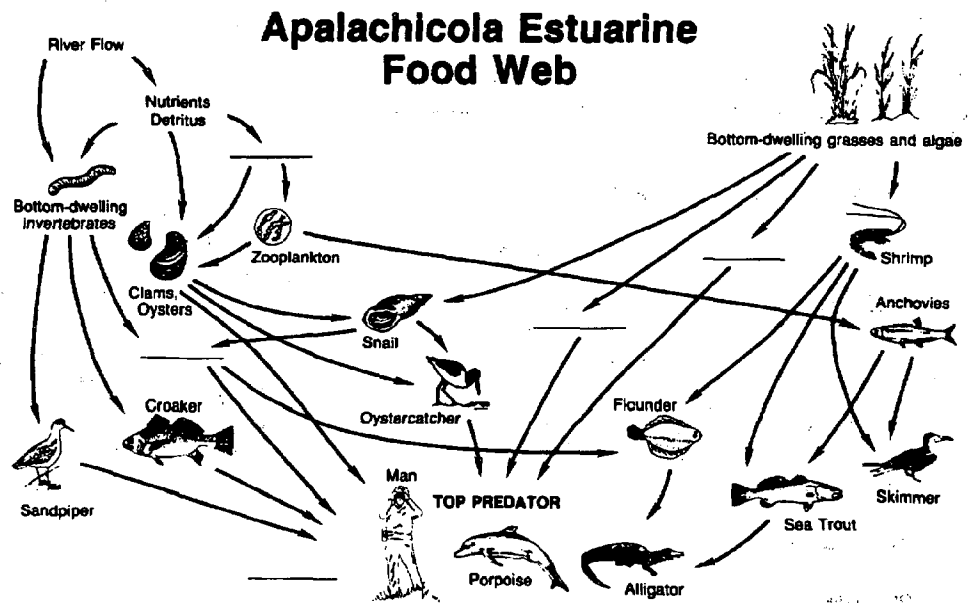 Apalachicola Estuarine
Food Web
River Flow
Nutrients
Detritus
Bottom-dwelling grasses and algae
Bottom-dwelling
invertebrates
Zooplankton
Shrimp
Clams,
Oysters
Anchovies
Snail
Croaker
Oystercatcher
Flounder
Man
TOP PREDATOR
Sandpiper
Skimmer
Sea Trout
Porpoise
Alligator